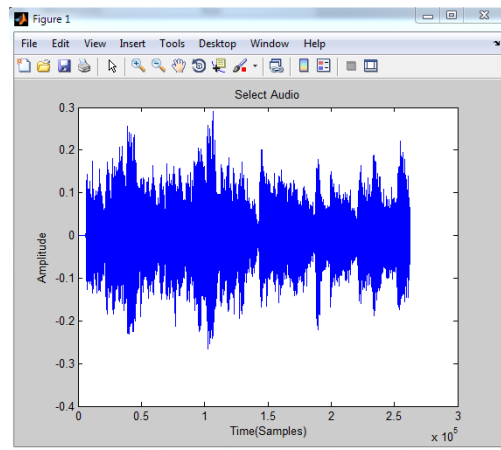 Figure 1
File Edit View Insert Tools Desktop Window Help
Select Audio
Amplitude
0.3
0.2
0.1
0
-0.1
-0.2
-0.3
-0.4
0 0.5 1 1.5 2 2.5 3
x 10^5
Time(Samples)